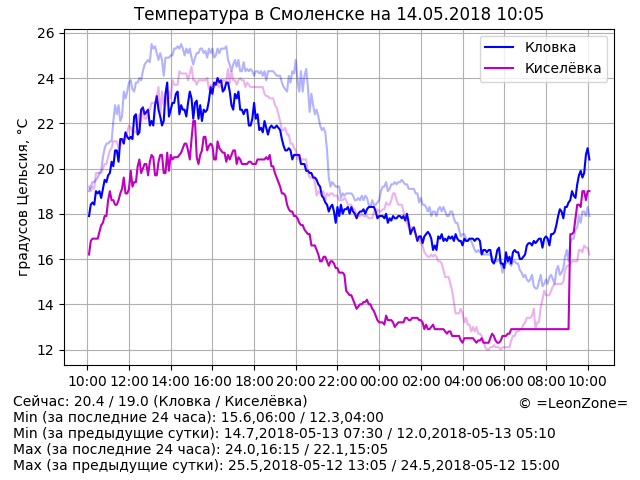 Температура в Смоленске на 14.05.2018 10:05
Кловка
Киселёвка
градусов Цельсия, °C
26
24
22
20
18
16
14
12
10:00 12:00 14:00 16:00 18:00 20:00 22:00 00:00 02:00 04:00 06:00 08:00 10:00
Сейчас: 20.4 / 19.0 (Кловка / Киселёвка)
© =LeonZone=
Min (за последние 24 часа): 15.6,06:00 / 12.3,04:00
Min (за предыдущие сутки): 14.7,2018-05-13 07:30 / 12.0,2018-05-13 05:10
Max (за последние 24 часа): 24.0,16:15 / 22.1,15:05
Max (за предыдущие сутки): 25.5,2018-05-12 13:05 / 24.5,2018-05-12 15:00